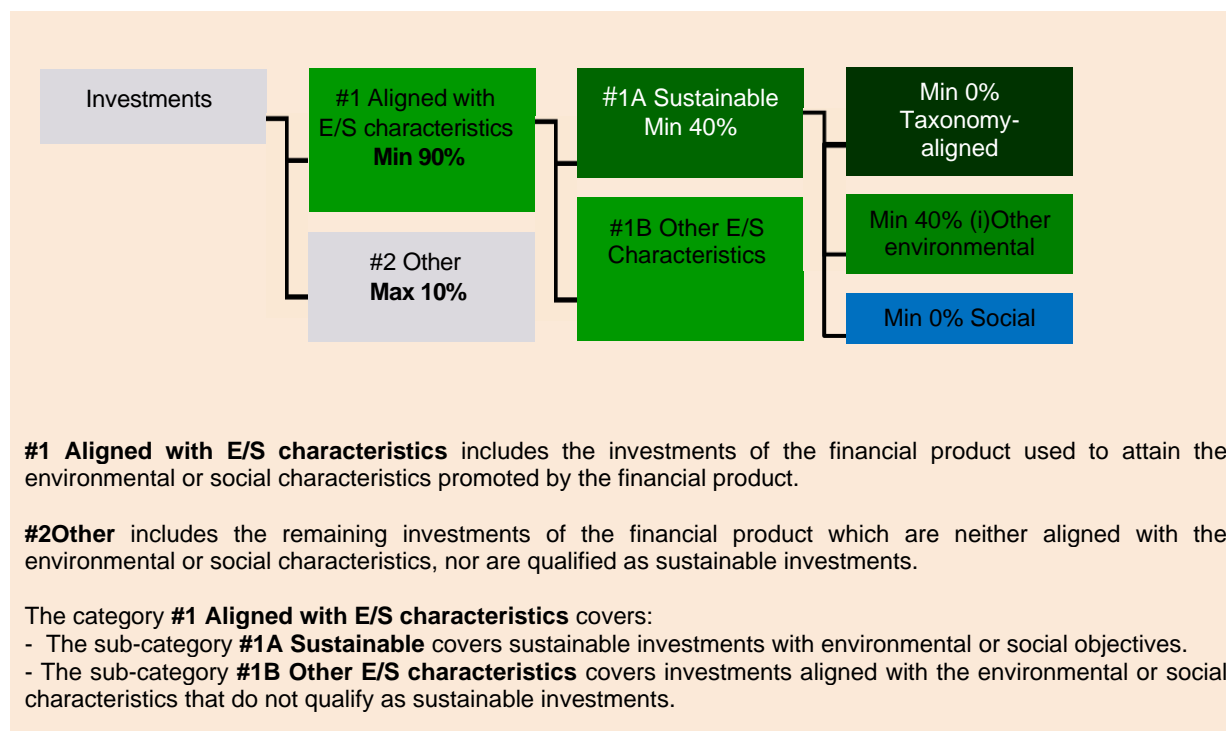 Investments
#1 Aligned with
E/S characteristics
Min 90%
#2 Other
Max 10%
#1A Sustainable
Min 40%
#1B Other E/S
Characteristics
Min 0%
Taxonomy-
aligned
Min 40% (i)Other
environmental
Min 0% Social
#1 Aligned with E/S characteristics includes the investments of the financial product used to attain the
environmental or social characteristics promoted by the financial product.
#2Other includes the remaining investments of the financial product which are neither aligned with the
environmental or social characteristics, nor are qualified as sustainable investments.
The category #1 Aligned with E/S characteristics covers:
- The sub-category #1A Sustainable covers sustainable investments with environmental or social objectives.
- The sub-category #1B Other E/S characteristics covers investments aligned with the environmental or social
characteristics that do not qualify as sustainable investments.